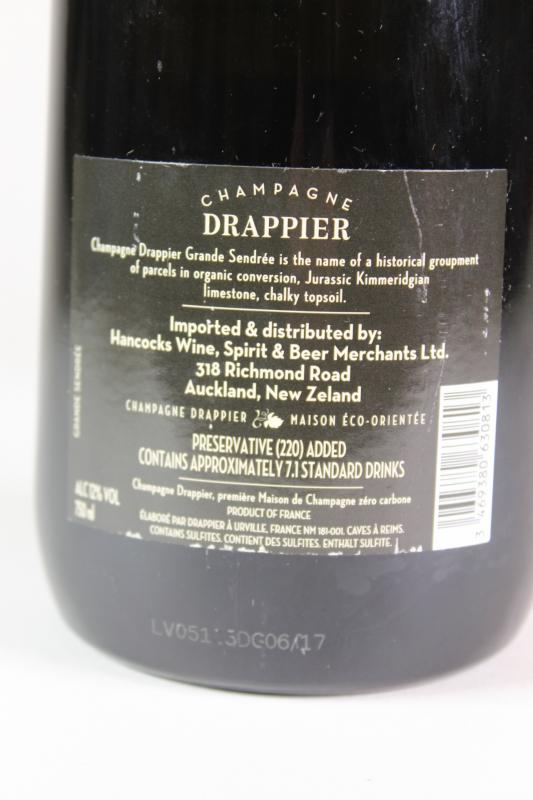 CHAMPAGNE
DRAPPIER
Champagne Drappier Grande Sendrée is the name of a historical groupment
of parcels in organic conversion, Jurassic Kimmeridgian
limestone, chalky topsoil.
Imported & distributed by:
Hancocks Wine, Spirit & Beer Merchants Ltd.
318 Richmond Road
Auckland, New Zeland
CHAMPAGNE DRAPPIER MAISON ÉCO-ORIENTÉE
PRESERVATIVE (220) ADDED
CONTAINS APPROXIMATELY 7.1 STANDARD DRINKS
Champagne Drappier, première Maison de Champagne zéro carbone
PRODUCT OF FRANCE
ÉLABORÉ PAR DRAPPIER À URVILLE, FRANCE NM 181-001. CAVES À REIMS.
CONTAINS SULFITES. CONTIENT DES SULFITES. ENTHÄLT SULFITE.
GRANDE SENDRÉE
ALC 12% VOL
750 ml
3 469380 630813